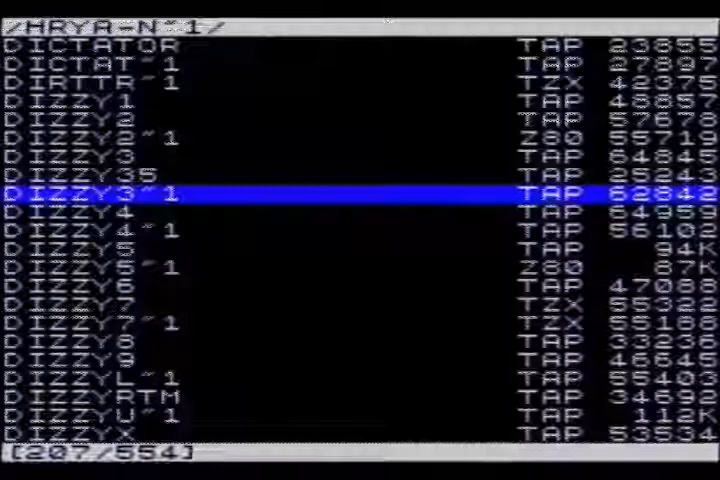 /HRYA-N~1/
DICTATOR TAP 23855
DICTAT~1 TAP 27897
DIRTTR~1 TZX 42375
DIZZY1 TAP 48857
DIZZY2 TAP 57678
DIZZY2~1 Z80 55719
DIZZY3 TAP 64845
DIZZY35 TAP 25243
DIZZY3~1 TAP 62842
DIZZY4 TAP 64959
DIZZY4~1 TAP 56102
DIZZY5 TAP 94K
DIZZY5~1 Z80 87K
DIZZY6 TAP 47088
DIZZY7 TZX 55322
DIZZY7~1 TZX 55188
DIZZY8 TAP 33236
DIZZY9 TAP 46645
DIZZYL~1 TAP 55403
DIZZYRTM TAP 34692
DIZZYU~1 TAP 112K
DIZZYX TAP 53534
[207/554]